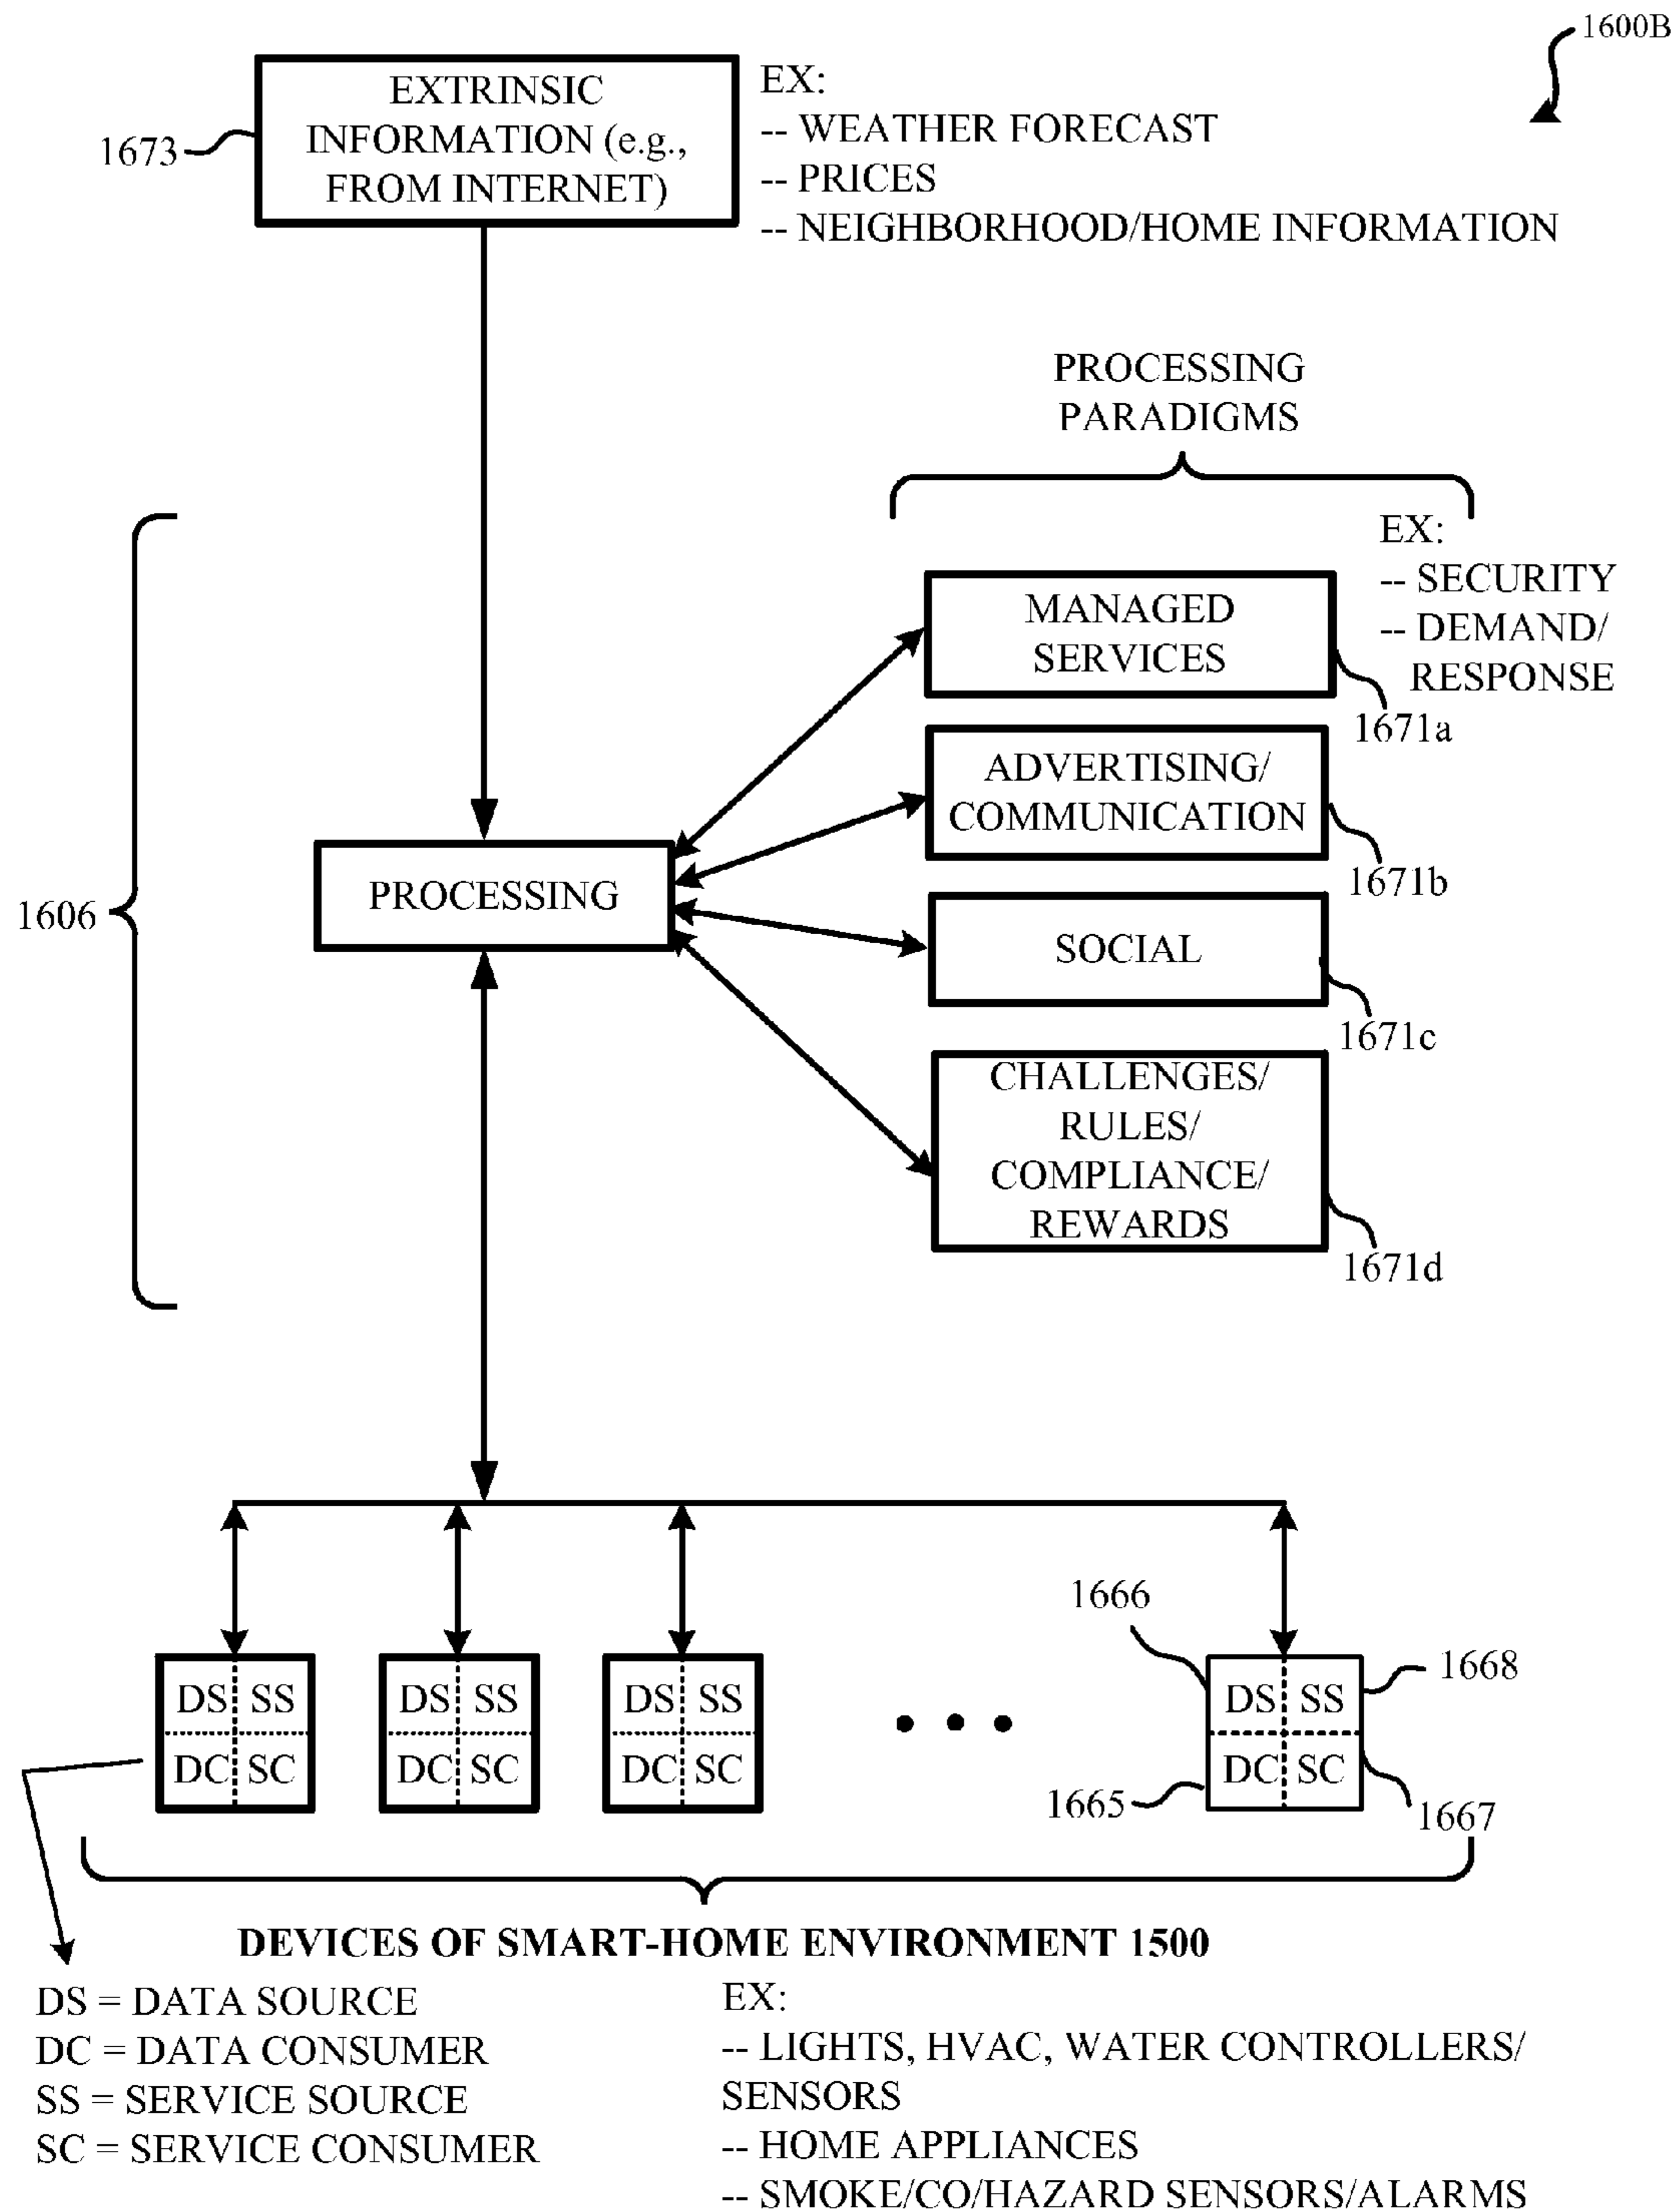 1600B
EXTRINSIC
INFORMATION (e.g.,
FROM INTERNET)
1673
EX:
-- WEATHER FORECAST
-- PRICES
-- NEIGHBORHOOD/HOME INFORMATION
PROCESSING
PARADIGMS
EX:
-- SECURITY
-- DEMAND/
RESPONSE
MANAGED
SERVICES
1671a
ADVERTISING/
COMMUNICATION
1671b
1606
PROCESSING
SOCIAL
1671c
CHALLENGES/
RULES/
COMPLIANCE/
REWARDS
1671d
1666
1668
DS SS
DC SC
DS SS
DC SC
DS SS
DC SC
DS SS
DC SC
1665
1667
DEVICES OF SMART-HOME ENVIRONMENT 1500
DS = DATA SOURCE
DC = DATA CONSUMER
SS = SERVICE SOURCE
SC = SERVICE CONSUMER
EX:
-- LIGHTS, HVAC, WATER CONTROLLERS/
SENSORS
-- HOME APPLIANCES
-- SMOKE/CO/HAZARD SENSORS/ALARMS